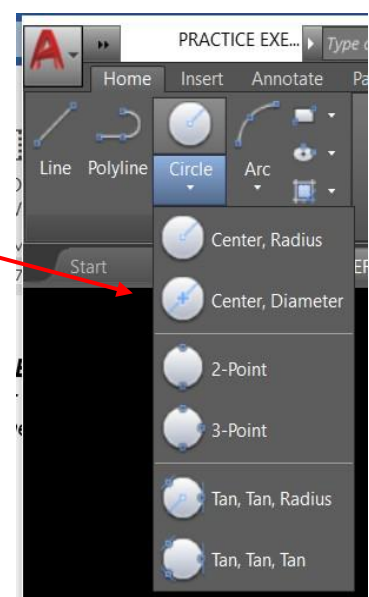 PRACTICE EXE... Type
Home Insert Annotate Pa
Line Polyline Circle Arc
Start
Center, Radius
Center, Diameter
2-Point
3-Point
Tan, Tan, Radius
Tan, Tan, Tan